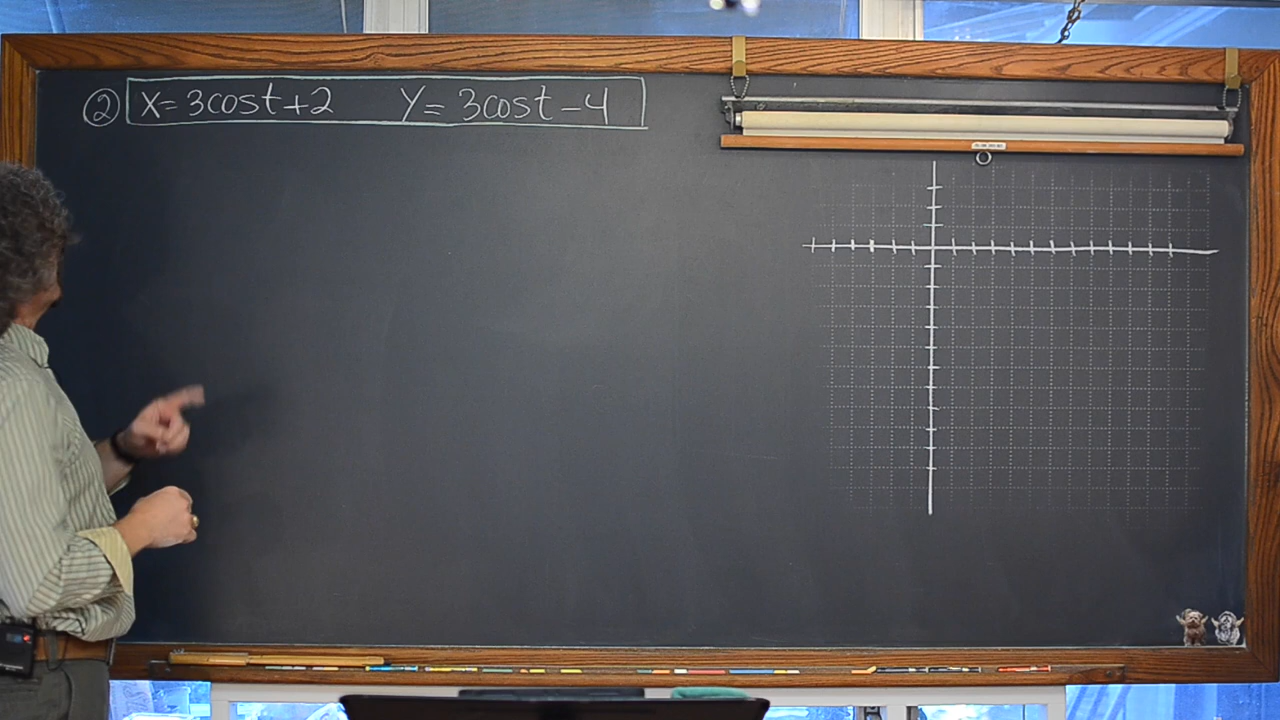 ② x = 3cost + 2 y = 3cost - 4